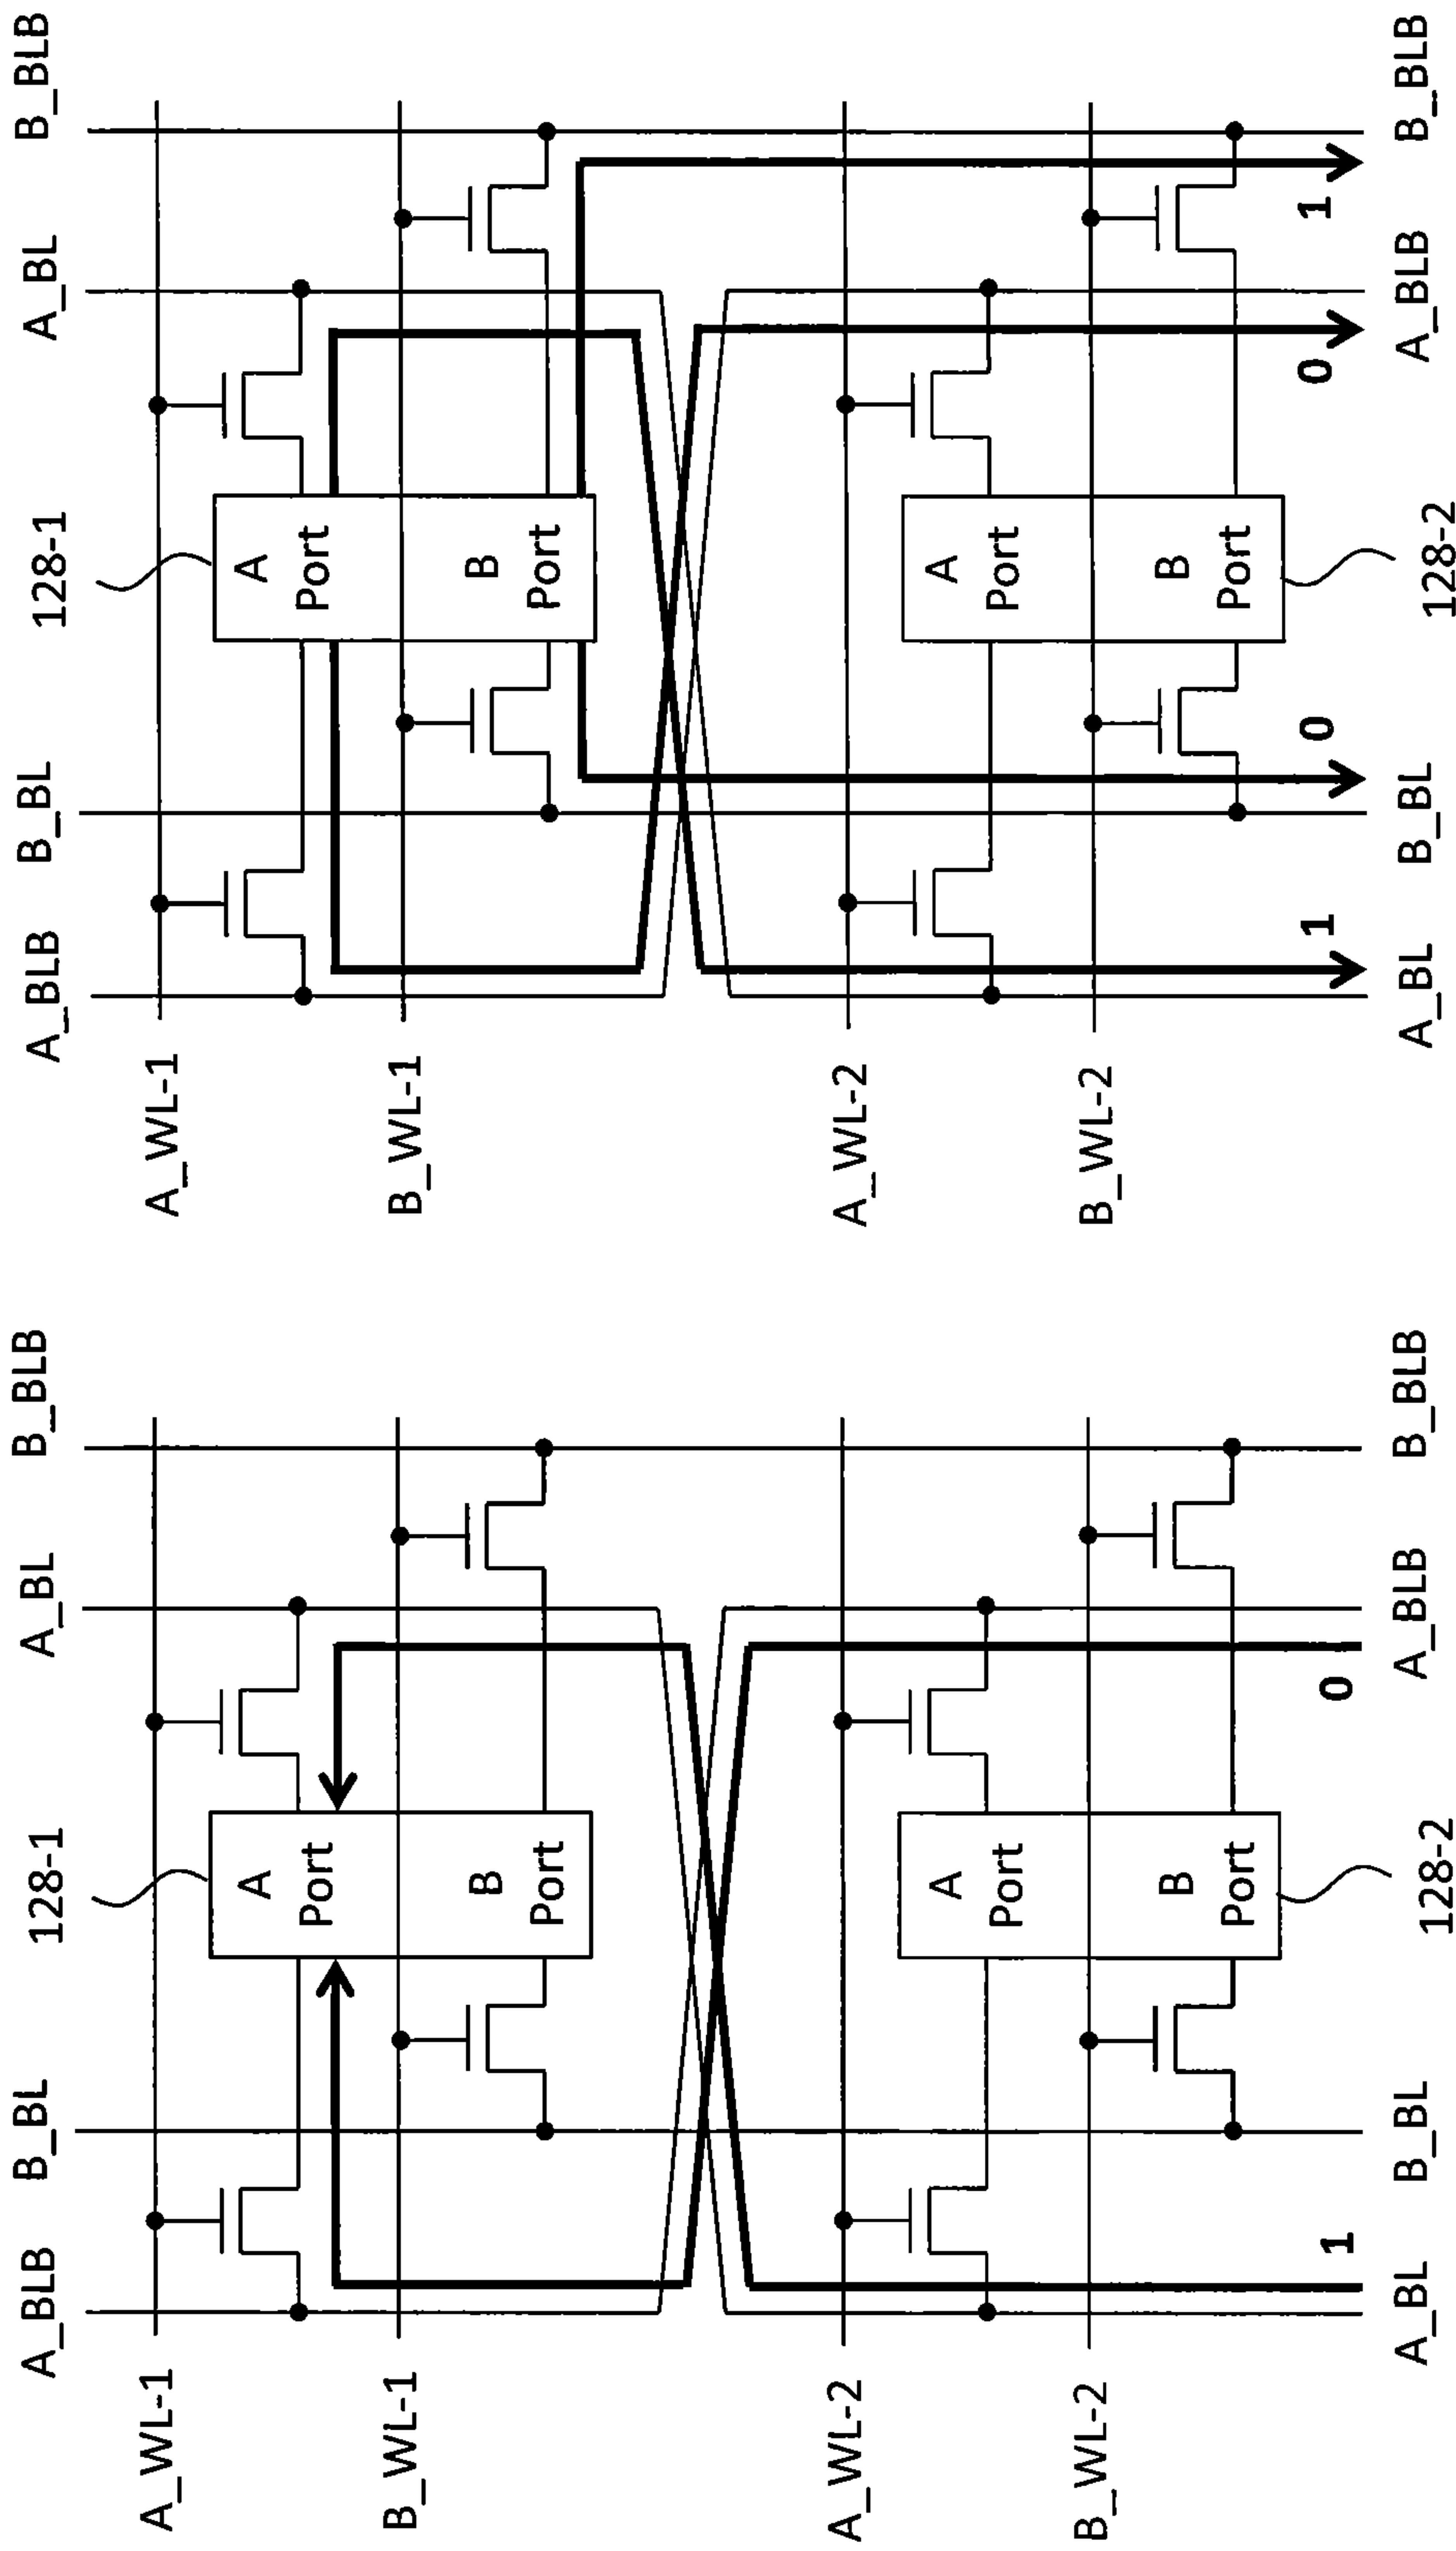 A_BLB B_BL A_BL B_BLB
128-1
A_WL-1
A
Port
B_WL-1
B
Port
A_WL-2
A
Port
B_WL-2
B
Port
128-2
1 0
A_BL B_BL A_BLB B_BLB
A_BLB B_BL A_BL B_BLB
128-1
A_WL-1
A
Port
B_WL-1
B
Port
A_WL-2
A
Port
B_WL-2
B
Port
128-2
1 0 0 1
A_BL B_BL A_BLB B_BLB